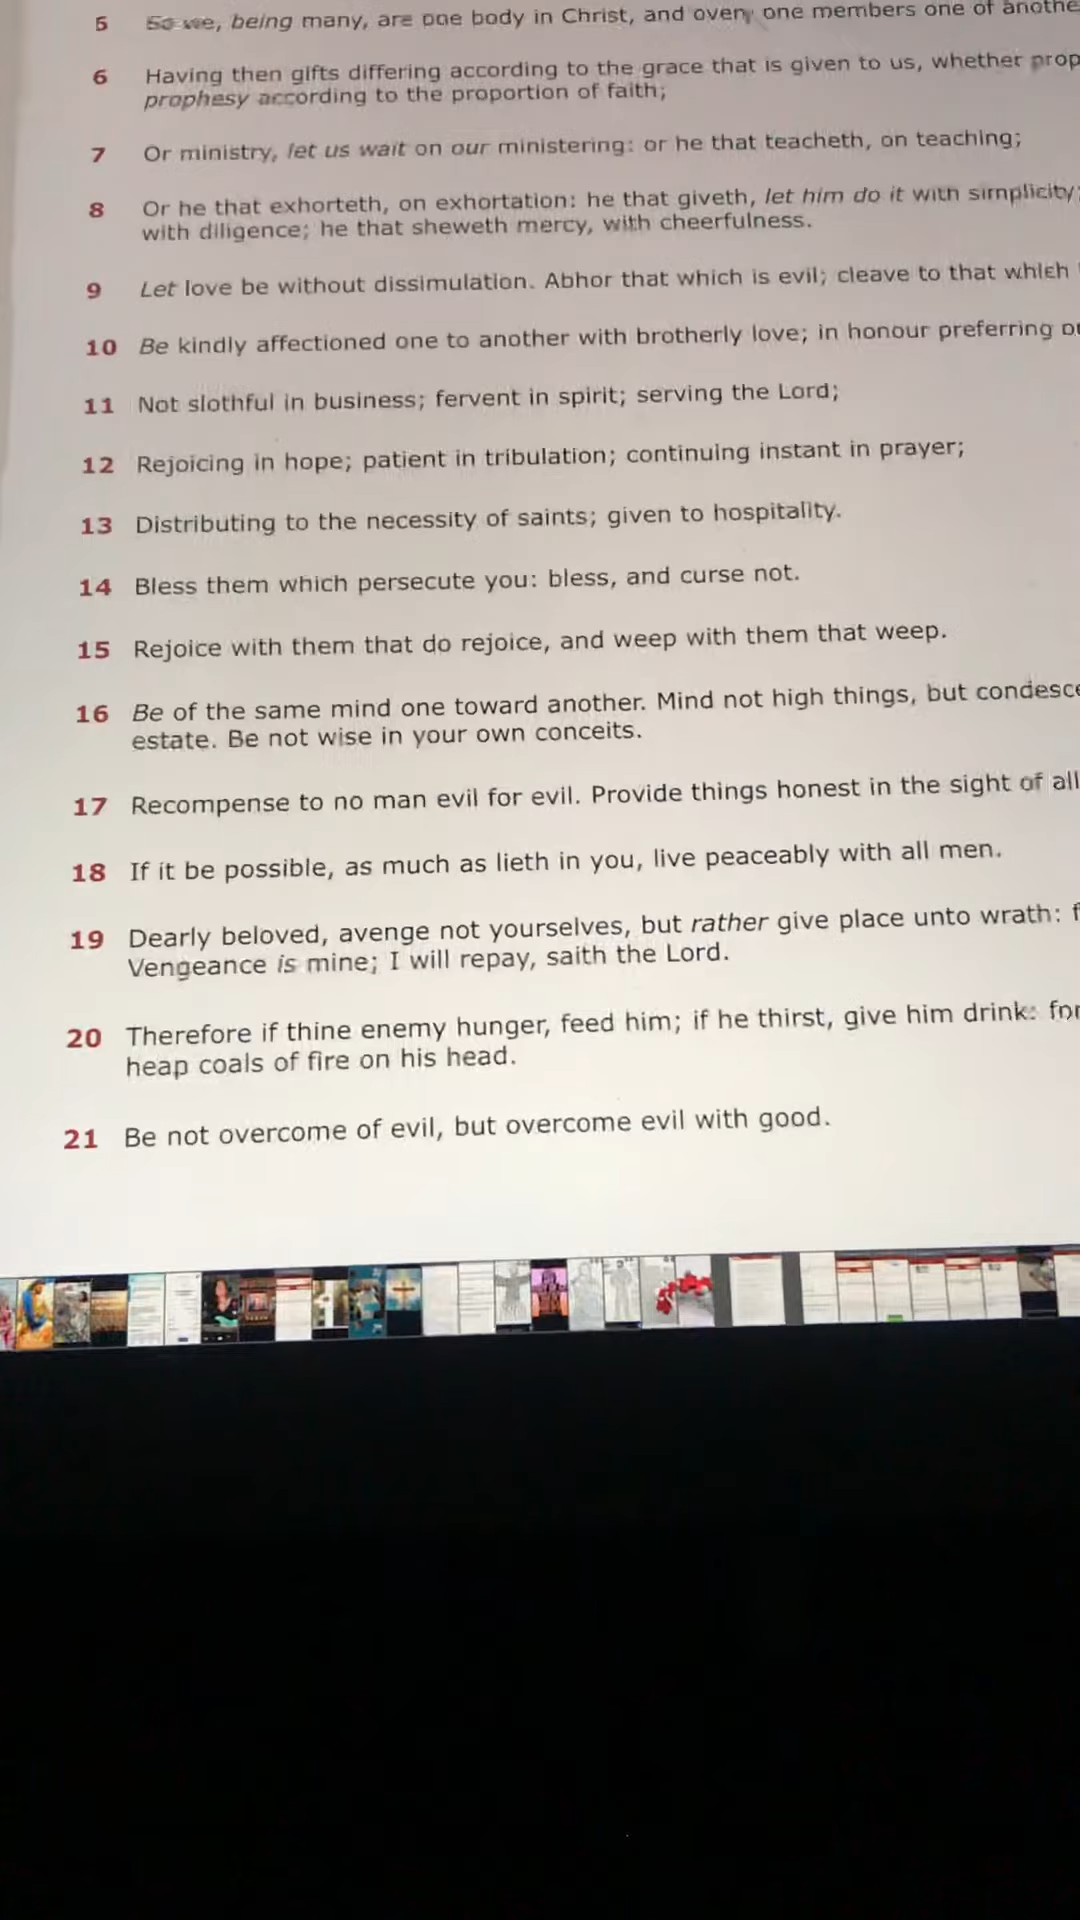 5 So we, being many, are one body in Christ, and every one members one of
6 Having then gifts differing according to the grace that is given to us, whether
prophesy according to the proportion of faith;
7 Or ministry, let us wait on our ministering: or he that teacheth, on teaching;
8 Or he that exhorteth, on exhortation: he that giveth, let him do it with simplicity;
with diligence; he that sheweth mercy, with cheerfulness.
9 Let love be without dissimulation. Abhor that which is evil; cleave to that which
10 Be kindly affectioned one to another with brotherly love; in honour preferring
11 Not slothful in business; fervent in spirit; serving the Lord;
12 Rejoicing in hope; patient in tribulation; continuing instant in prayer;
13 Distributing to the necessity of saints; given to hospitality.
14 Bless them which persecute you: bless, and curse not.
15 Rejoice with them that do rejoice, and weep with them that weep.
16 Be of the same mind one toward another. Mind not high things, but
estate. Be not wise in your own conceits.
17 Recompense to no man evil for evil. Provide things honest in the sight of all
18 If it be possible, as much as lieth in you, live peaceably with all men.
19 Dearly beloved, avenge not yourselves, but rather give place unto wrath:
Vengeance is mine; I will repay, saith the Lord.
20 Therefore if thine enemy hunger, feed him; if he thirst, give him drink: for
heap coals of fire on his head.
21 Be not overcome of evil, but overcome evil with good.